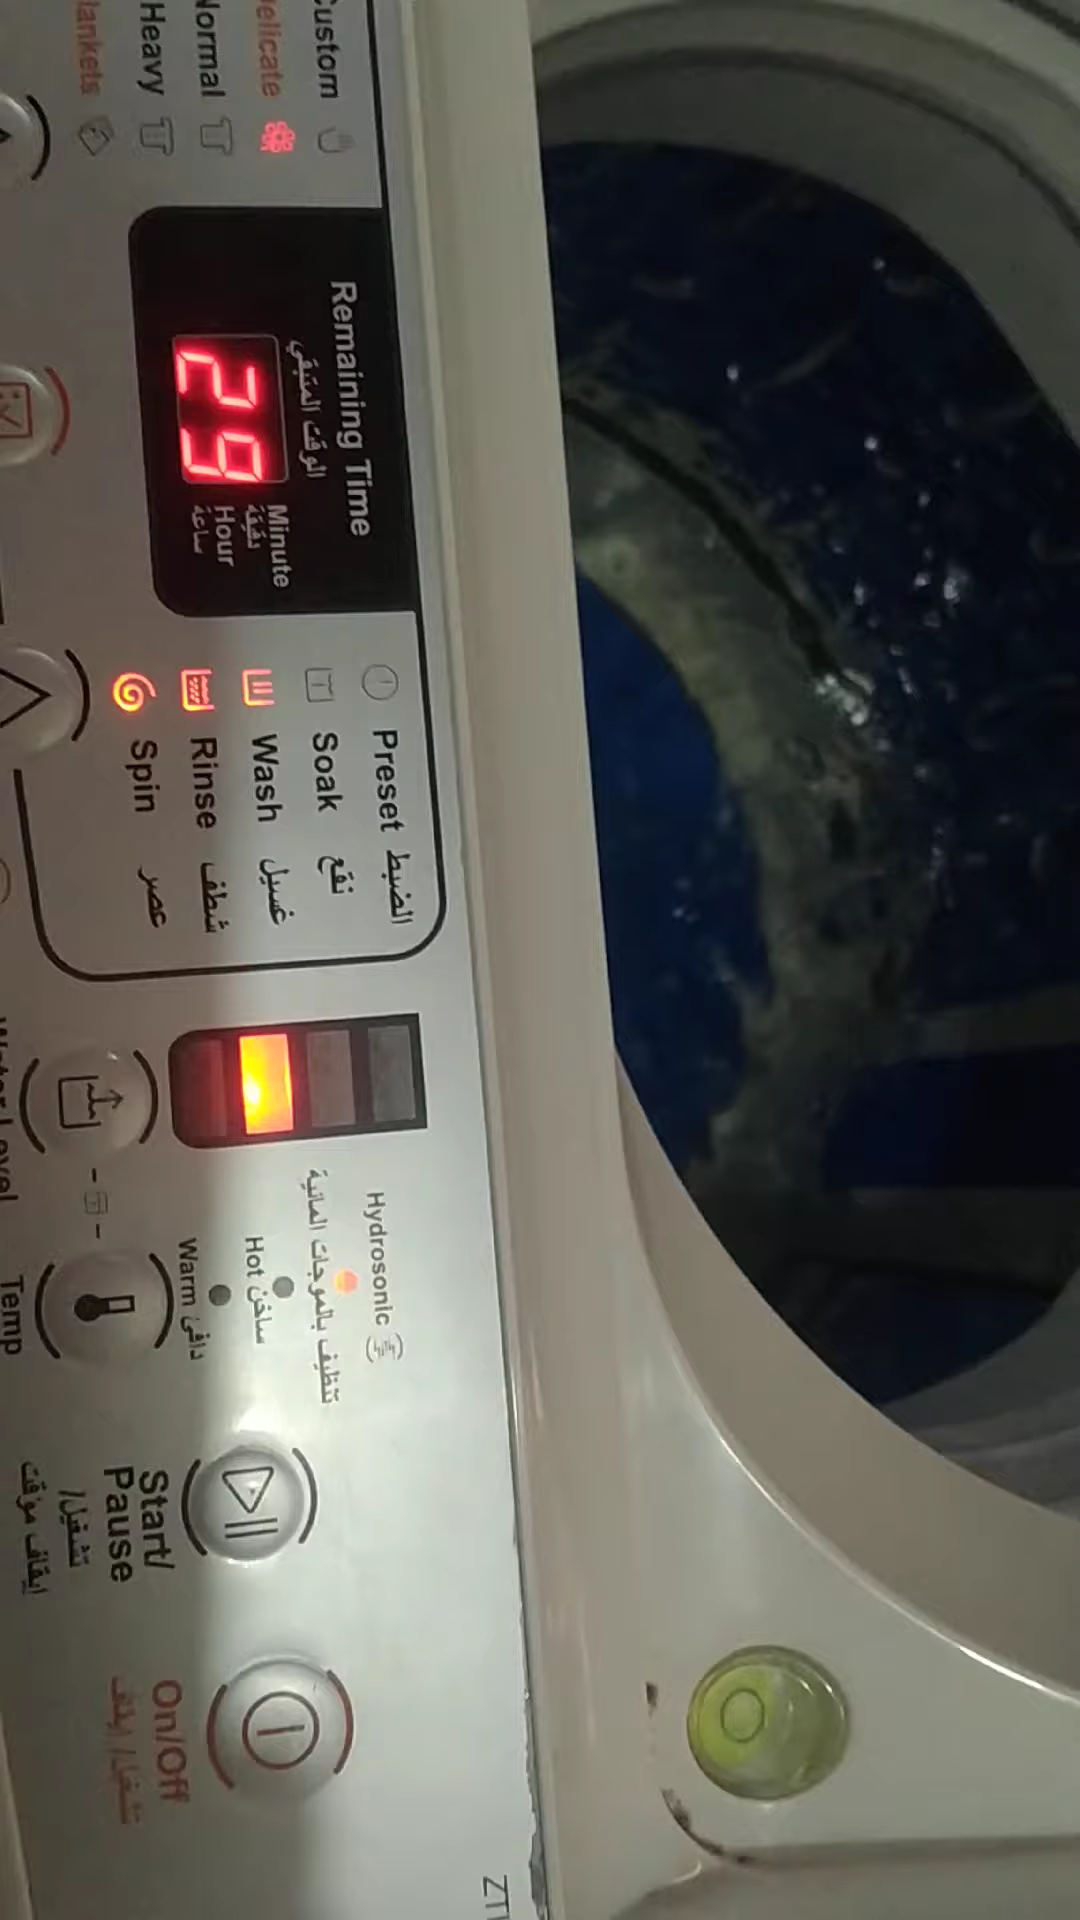 Custom
Delicate
Normal
Heavy
Blankets
Remaining Time
الوقت المتبقي
29
Minute
دقيقة
Hour
ساعة
Preset الضبط
Soak نقع
Wash غسيل
Rinse شطف
Spin عصر
Water Level
Temp
Hydrosonic
تنظيف بالموجات المائية
Hot ساخن
Warm دافئ
Start/
Pause
تشغيل/
إيقاف مؤقت
On/Off
تشغيل/إيقاف